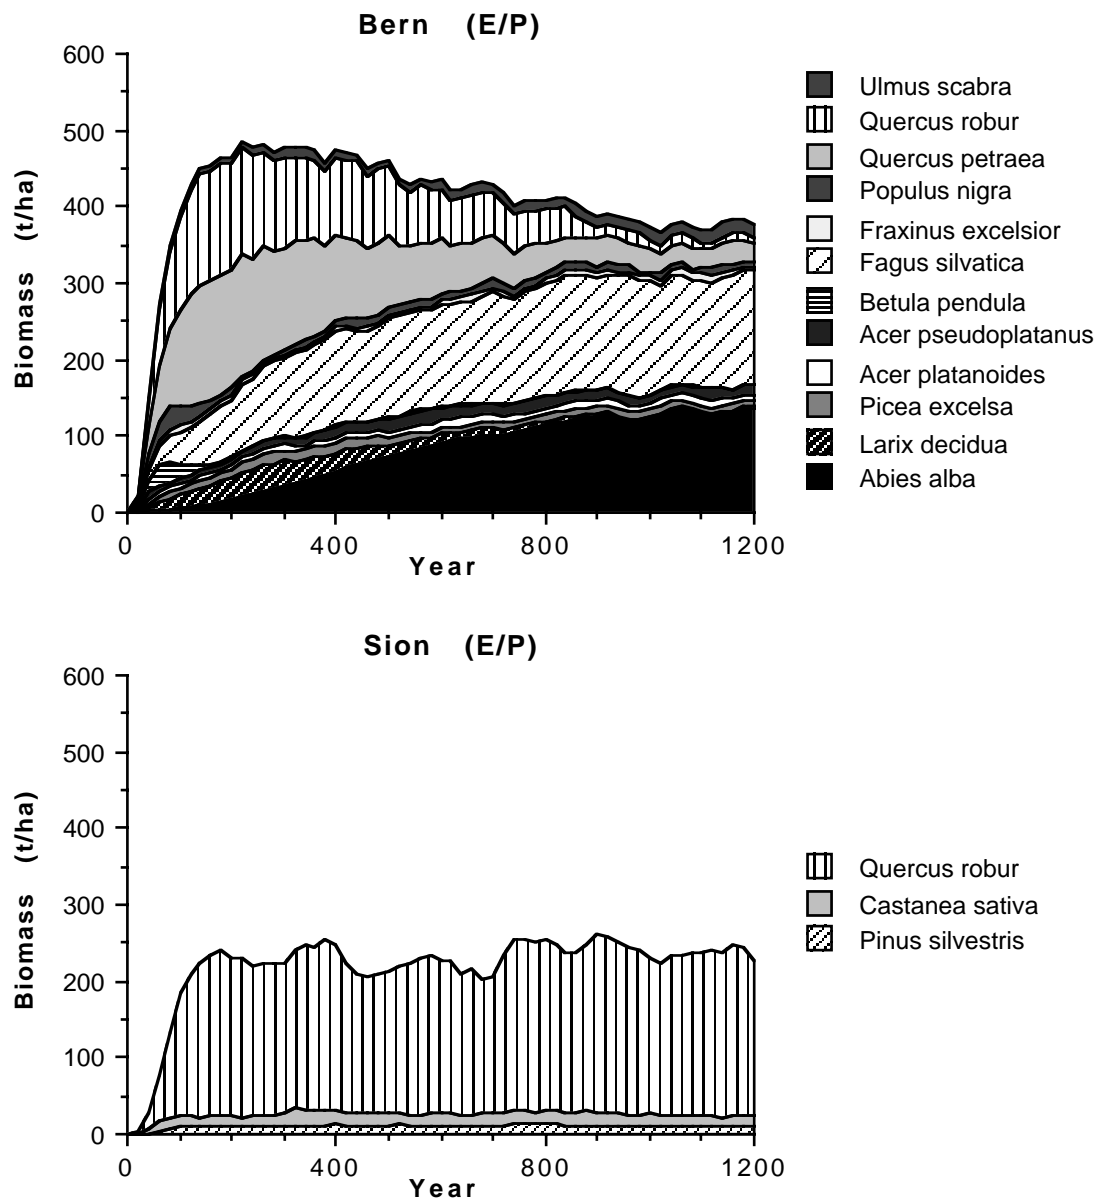 Bern (E/P)
600
500
400
300
200
100
0
Biomass (t/ha)
0 400 800 1200
Year
Ulmus scabra
Quercus robur
Quercus petraea
Populus nigra
Fraxinus excelsior
Fagus silvatica
Betula pendula
Acer pseudoplatanus
Acer platanoides
Picea excelsa
Larix decidua
Abies alba
Sion (E/P)
600
500
400
300
200
100
0
Biomass (t/ha)
0 400 800 1200
Year
Quercus robur
Castanea sativa
Pinus silvestris